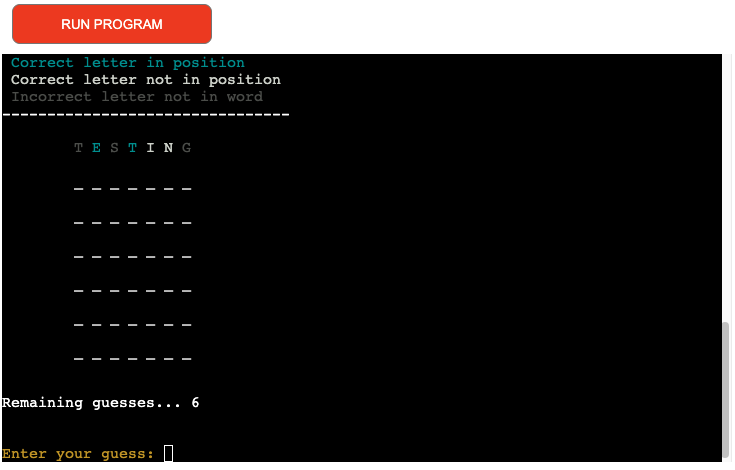 RUN PROGRAM
Correct letter in position
Correct letter not in position
Incorrect letter not in word
--------------------------------
T E S T I N G
_ _ _ _ _ _ _
_ _ _ _ _ _ _
_ _ _ _ _ _ _
_ _ _ _ _ _ _
_ _ _ _ _ _ _
_ _ _ _ _ _ _
Remaining guesses... 6
Enter your guess: